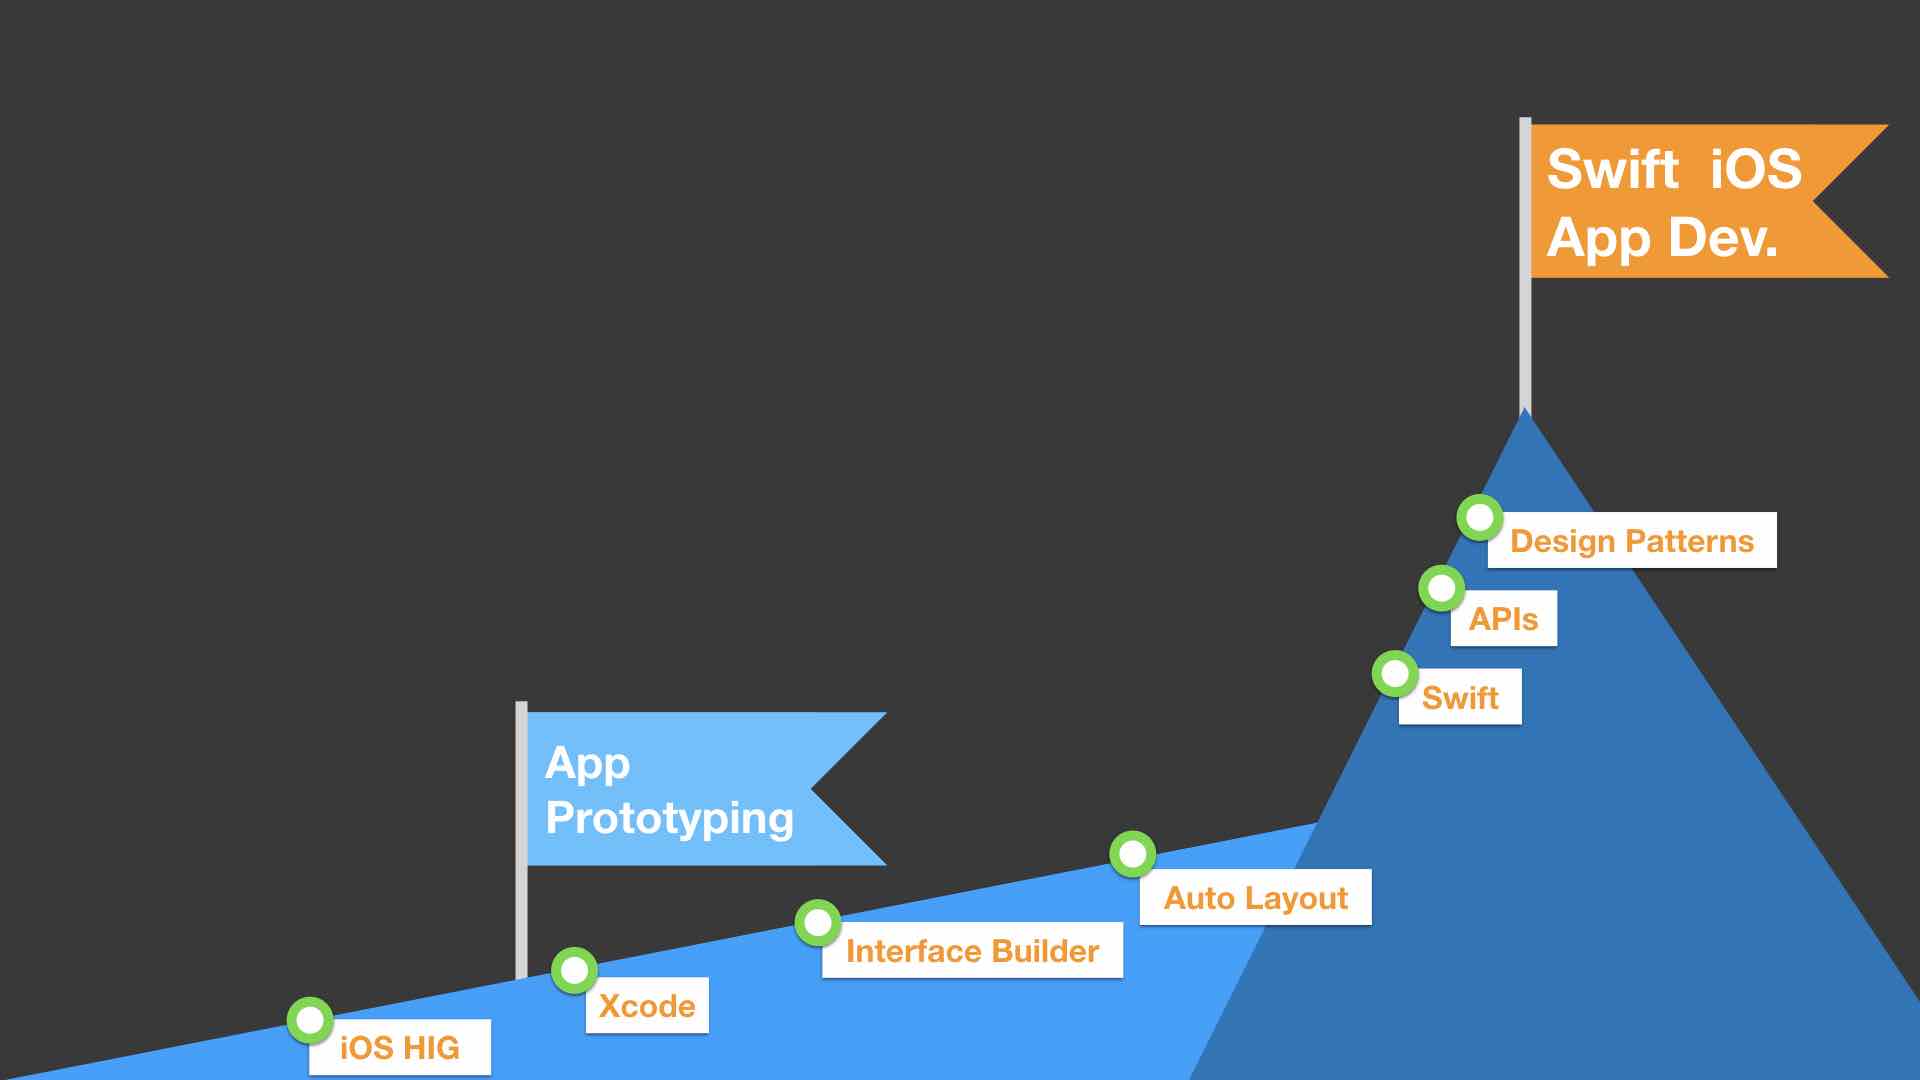 Swift  iOS
App Dev.
Design Patterns
APIs
Swift
App
Prototyping
Auto Layout
Interface Builder
Xcode
iOS HIG